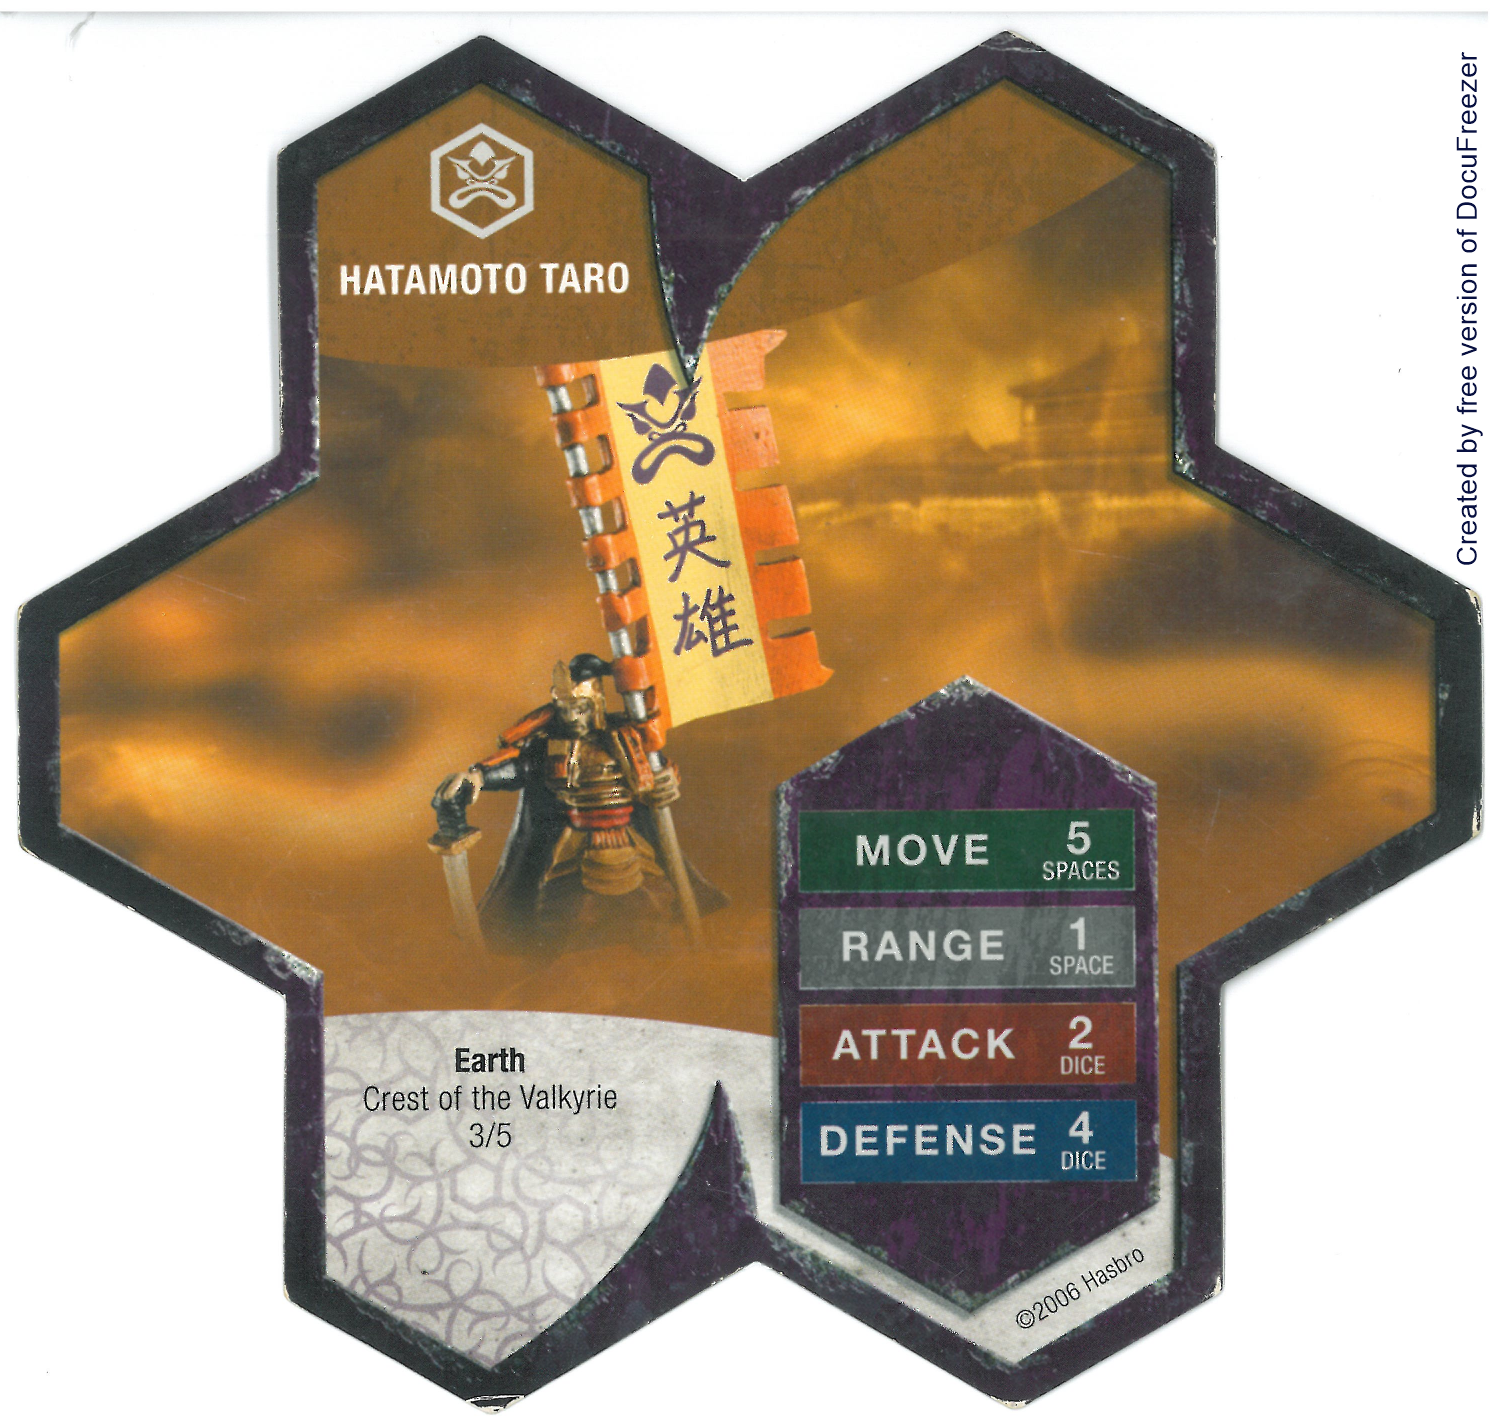 HATAMOTO TARO
英
雄
MOVE 5
SPACES
RANGE 1
SPACE
ATTACK 2
DICE
DEFENSE 4
DICE
Earth
Crest of the Valkyrie
3/5
©2006 Hasbro
Created by free version of DocuFreezer